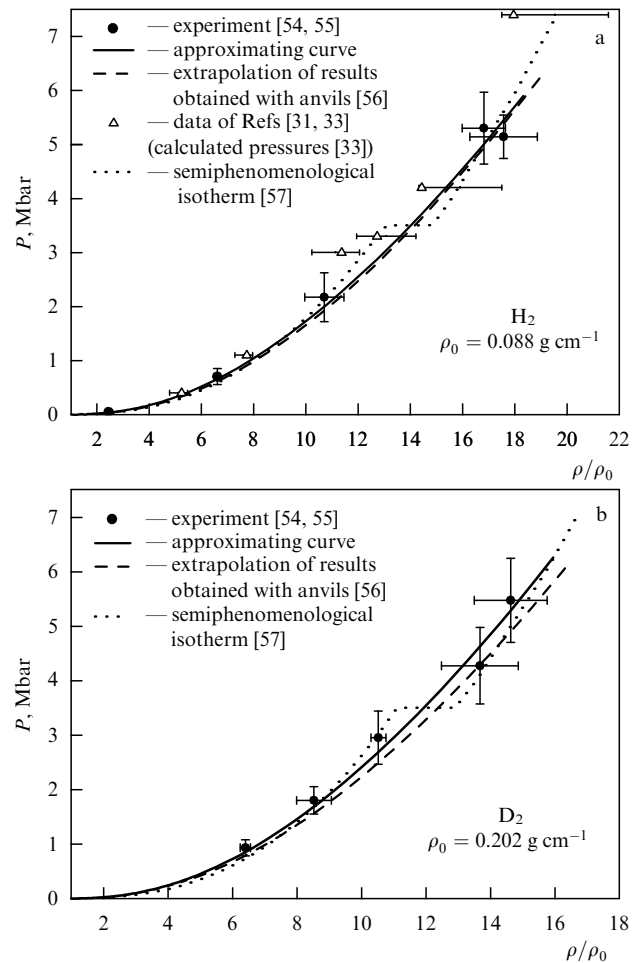 a
7
6
5
4
3
2
1
0
P, Mbar
— experiment [54, 55]
— approximating curve
— extrapolation of results
obtained with anvils [56]
— data of Refs [31, 33]
(calculated pressures [33])
— semiphenomenological
isotherm [57]
H₂
ρ₀ = 0.088 g cm⁻¹
2 4 6 8 10 12 14 16 18 20 22
ρ/ρ₀
b
7
6
5
4
3
2
1
0
P, Mbar
— experiment [54, 55]
— approximating curve
— extrapolation of results
obtained with anvils [56]
— semiphenomenological
isotherm [57]
D₂
ρ₀ = 0.202 g cm⁻¹
2 4 6 8 10 12 14 16 18
ρ/ρ₀